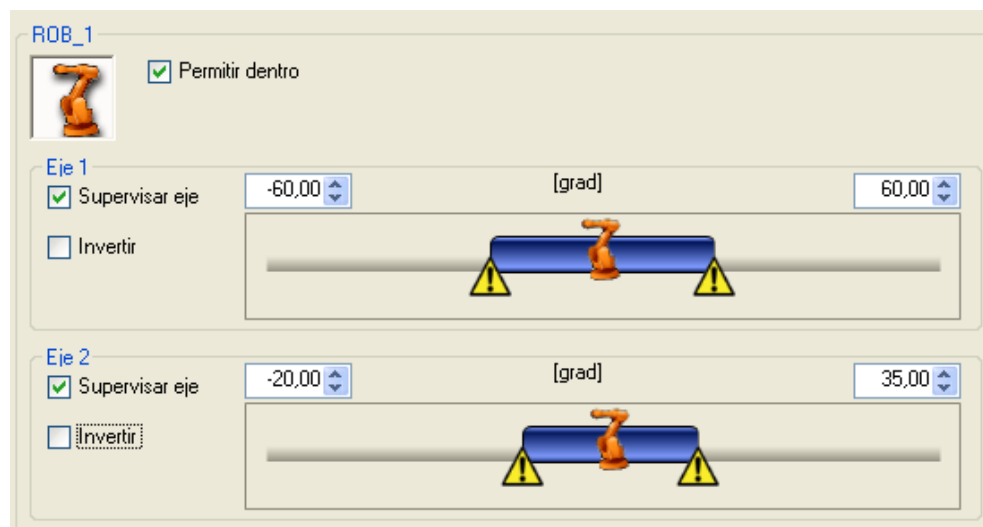 ROB_1
Permitir dentro
Eje 1
Supervisar eje
-60,00
[grad]
60,00
Invertir
Eje 2
Supervisar eje
-20,00
[grad]
35,00
Invertir